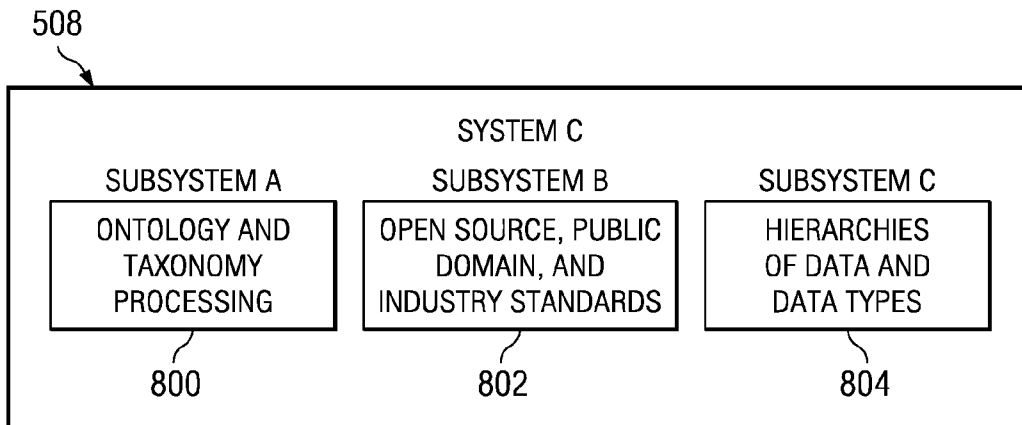 508
SYSTEM C
SUBSYSTEM A
ONTOLOGY AND
TAXONOMY
PROCESSING
800
SUBSYSTEM B
OPEN SOURCE, PUBLIC
DOMAIN, AND
INDUSTRY STANDARDS
802
SUBSYSTEM C
HIERARCHIES
OF DATA AND
DATA TYPES
804